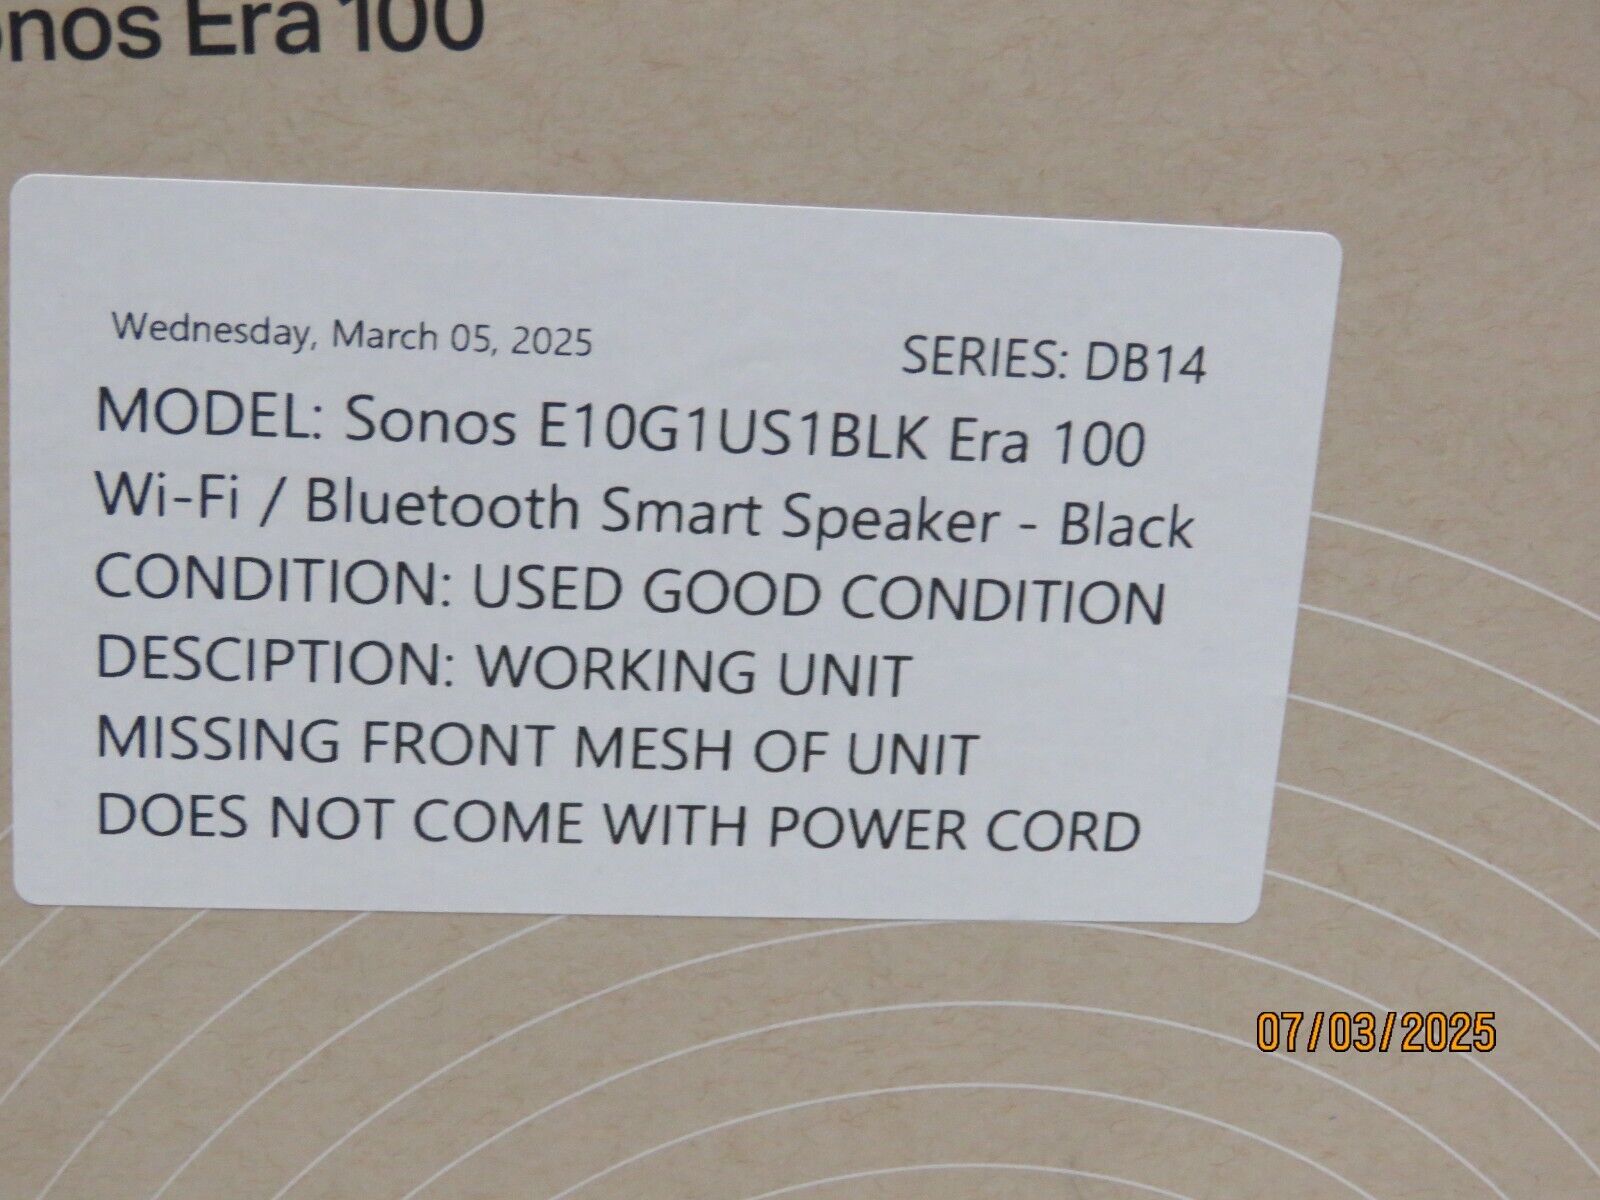 onos Era 100
Wednesday, March 05, 2025
SERIES: DB14
MODEL: Sonos E10G1US1BLK Era 100
Wi-Fi / Bluetooth Smart Speaker - Black
CONDITION: USED GOOD CONDITION
DESCIPTION: WORKING UNIT
MISSING FRONT MESH OF UNIT
DOES NOT COME WITH POWER CORD
07/03/2025